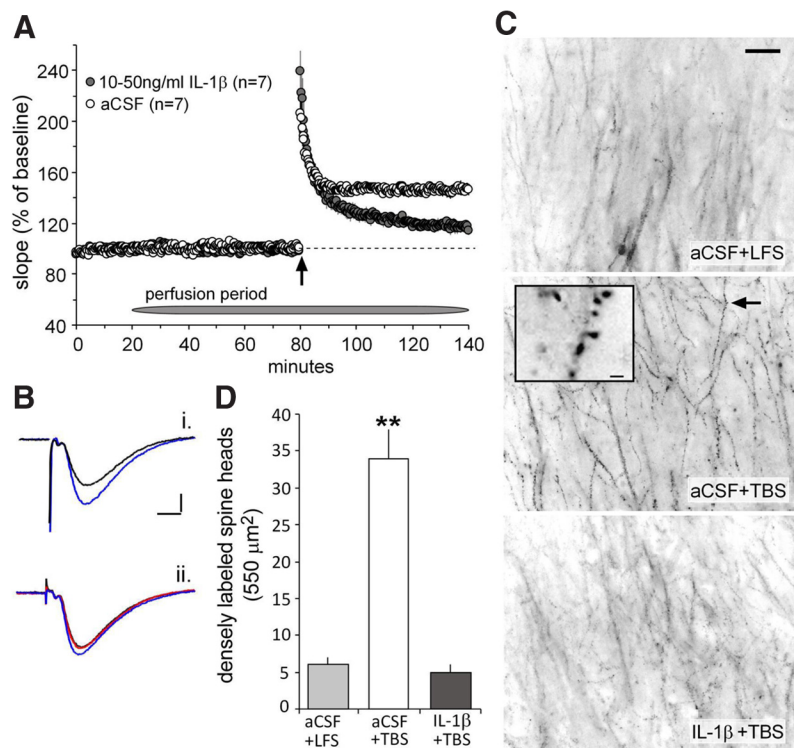 A
slope (% of baseline)
240
200
160
120
80
40
10-50ng/ml IL-1β (n=7)
aCSF (n=7)
perfusion period
0 20 40 60 80 100 120 140
minutes
B
i.
ii.
C
aCSF+LFS
aCSF+TBS
IL-1β+TBS
D
densely labeled spine heads
(550 μm²)
40
35
30
25
20
15
10
5
0
**
aCSF
+LFS
aCSF
+TBS
IL-1β
+TBS